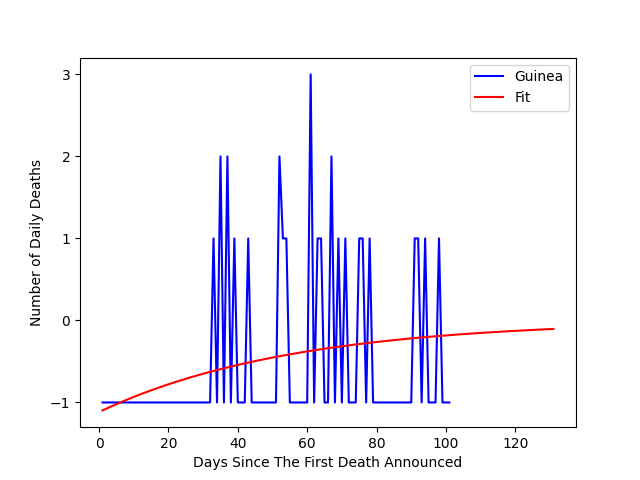 Guinea
Fit
Number of Daily Deaths
3
2
1
0
−1
0 20 40 60 80 100 120
Days Since The First Death Announced